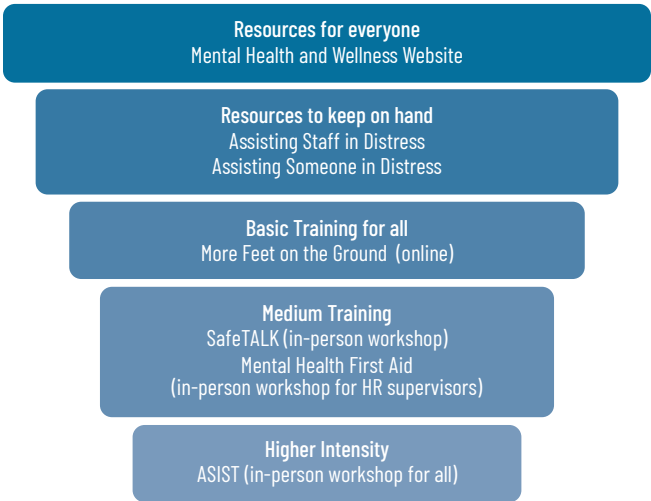 Resources for everyone
Mental Health and Wellness Website
Resources to keep on hand
Assisting Staff in Distress
Assisting Someone in Distress
Basic Training for all
More Feet on the Ground (online)
Medium Training
SafeTALK (in-person workshop)
Mental Health First Aid
(in-person workshop for HR supervisors)
Higher Intensity
ASIST (in-person workshop for all)